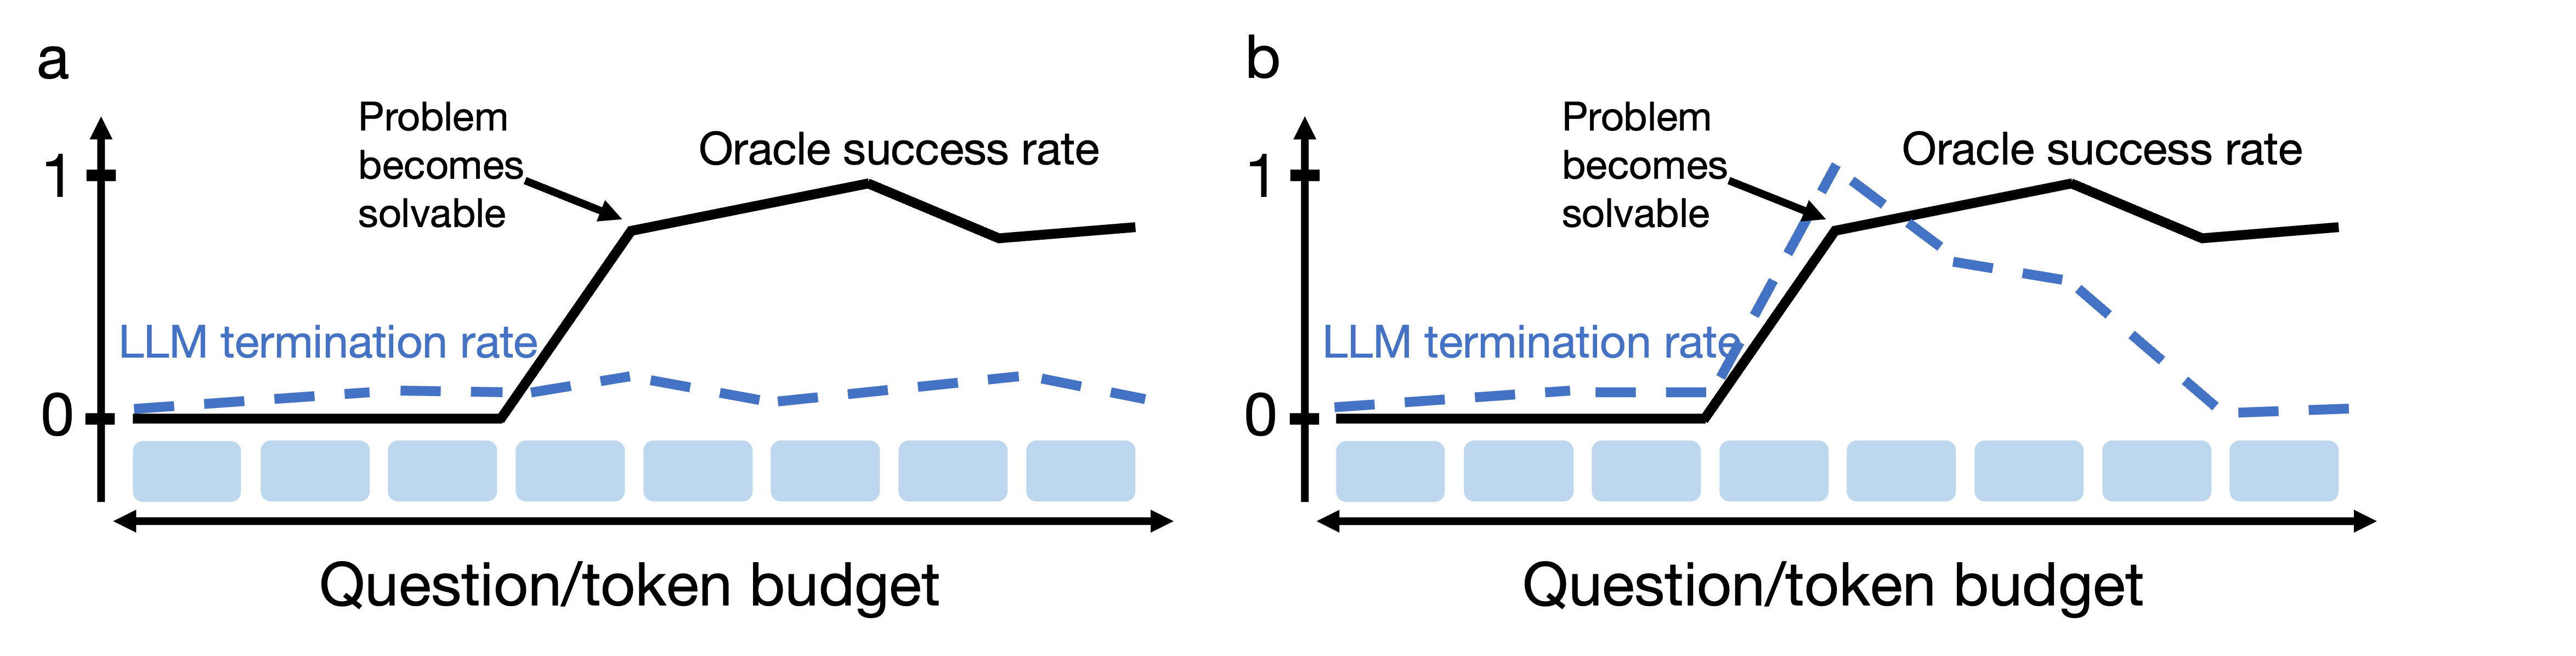 a
Problem
becomes
solvable
Oracle success rate
1
LLM termination rate
0
Question/token budget
b
Problem
becomes
solvable
Oracle success rate
1
LLM termination rate
0
Question/token budget